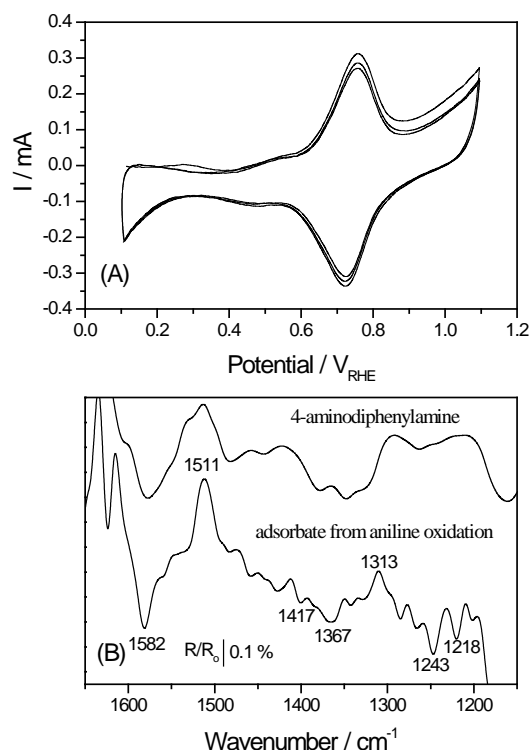 0.4
0.3
0.2
0.1
0.0
-0.1
-0.2
-0.3
-0.4
I / mA
(A)
0.0 0.2 0.4 0.6 0.8 1.0 1.2
Potential / V_RHE
4-aminodiphenylamine
1511
adsorbate from aniline oxidation
1313
1417
1367
1582
1243
1218
(B)
R/R₀ 0.1 %
1600 1500 1400 1300 1200
Wavenumber / cm⁻¹